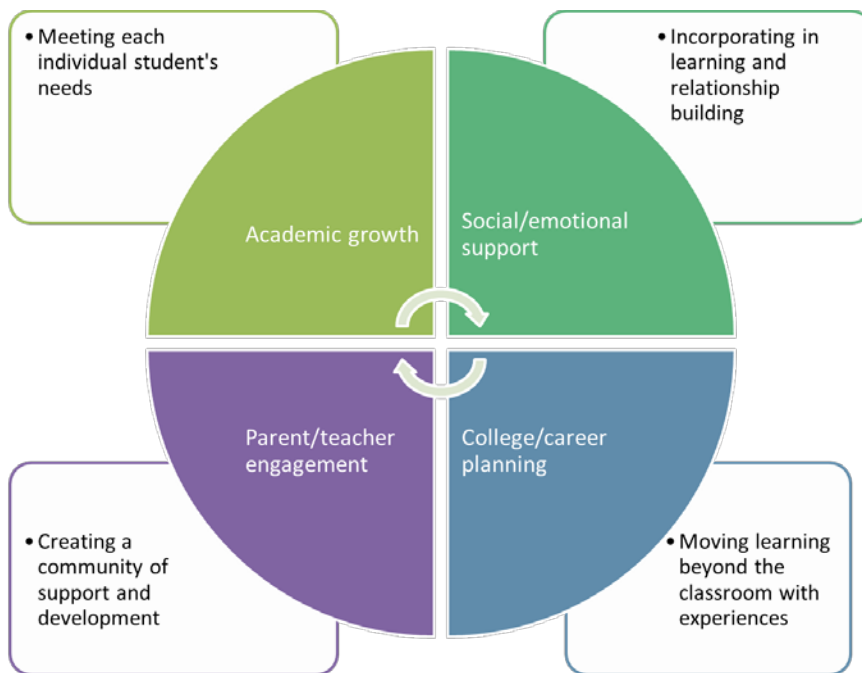 • Meeting each
individual student's
needs
• Incorporating in
learning and
relationship
building
Academic growth
Social/emotional
support
Parent/teacher
engagement
College/career
planning
• Creating a
community of
support and
development
• Moving learning
beyond the
classroom with
experiences